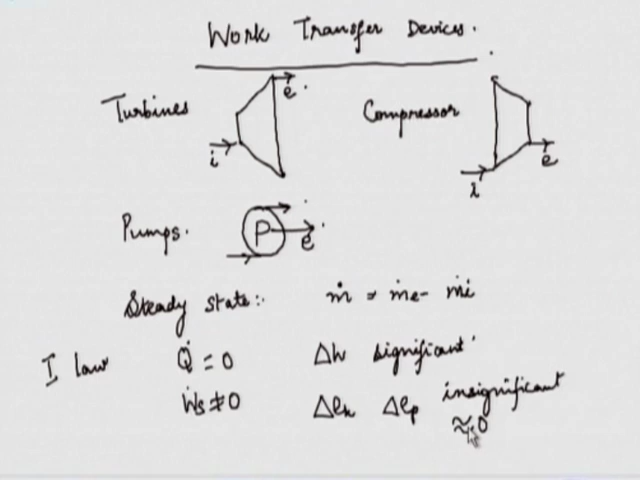 Work Transfer Devices.
Turbines i e Compressor i e
Pumps. P e
Steady state:- ṁ = ṁe - ṁi
I law Q̇ = 0 Δh significant
Ẇs ≠ 0 Δek Δep insignificant
≈ 0